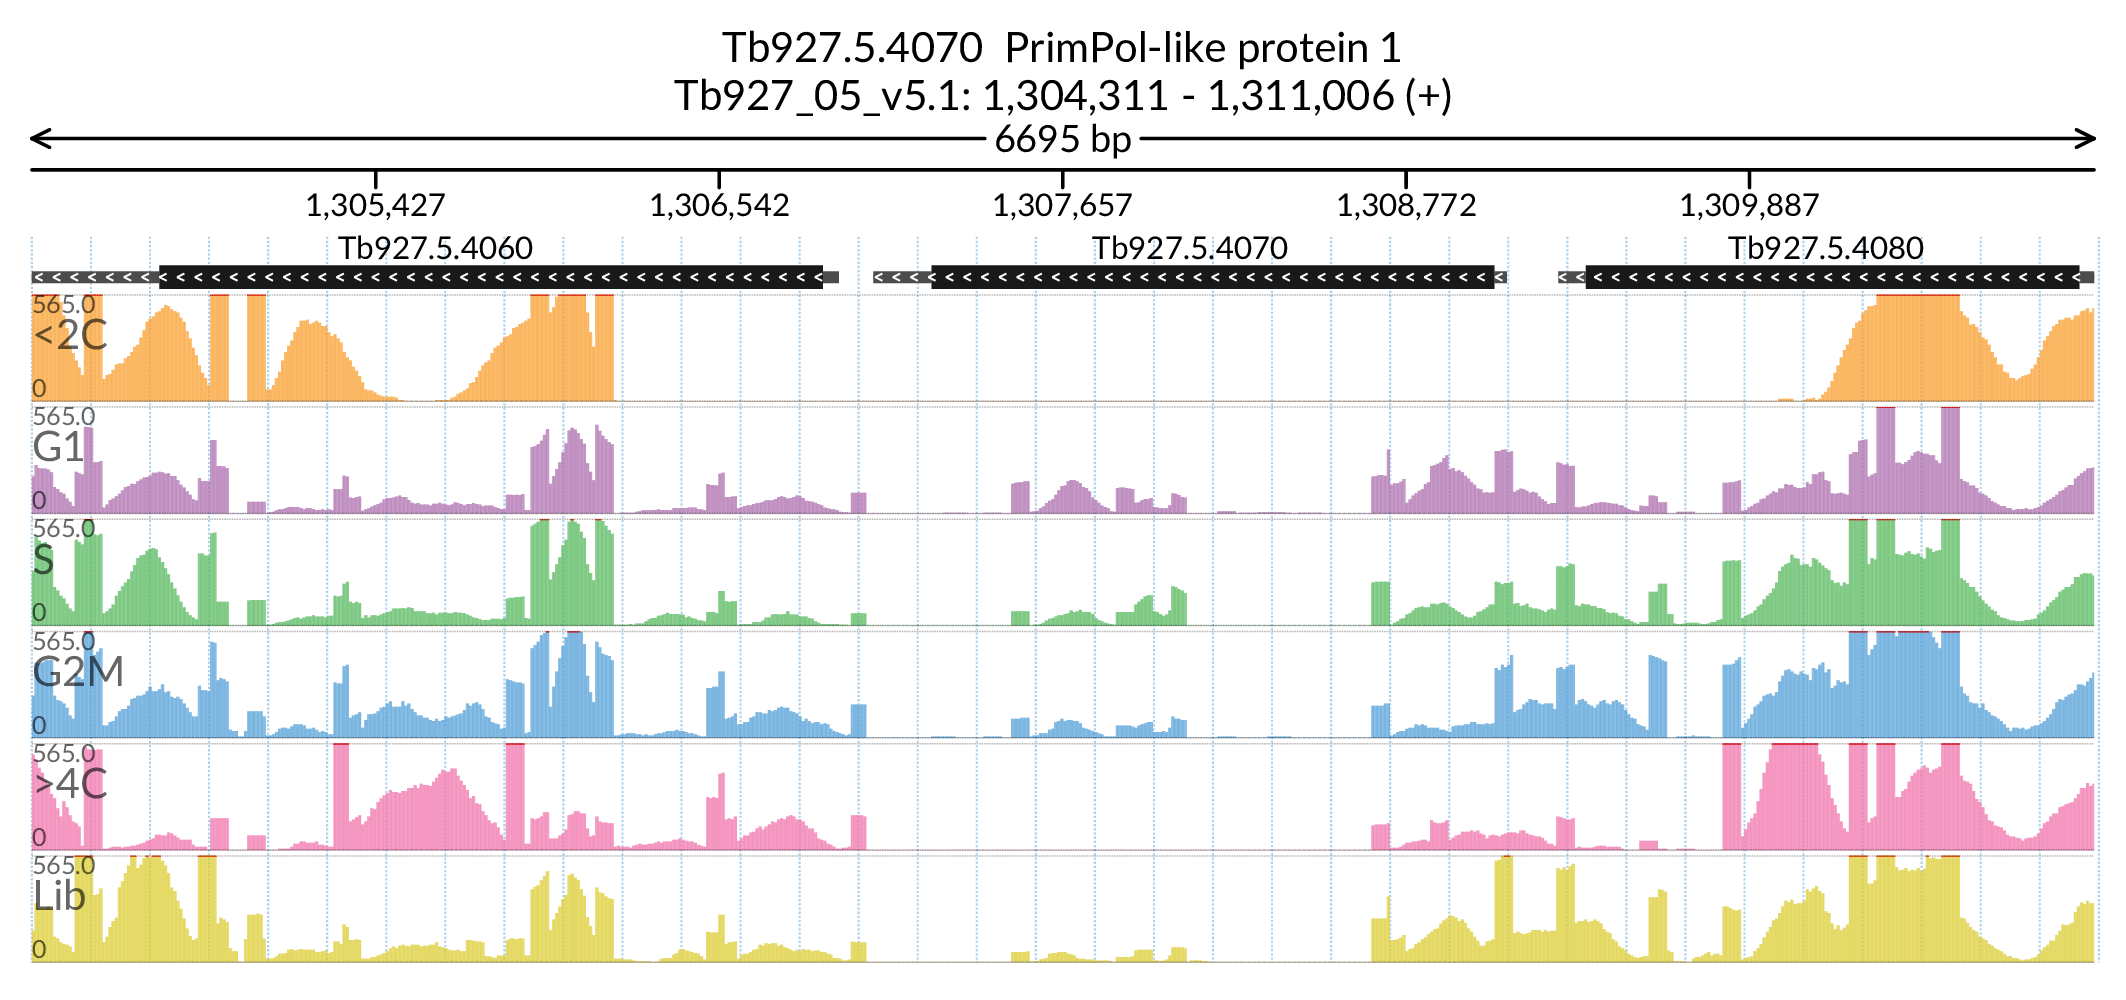 Tb927.5.4070 PrimPol-like protein 1
Tb927_05_v5.1: 1,304,311 - 1,311,006 (+)
6695 bp
1,305,427 1,306,542 1,307,657 1,308,772 1,309,887
Tb927.5.4060 Tb927.5.4070 Tb927.5.4080
565.0
<2C
0
565.0
G1
0
565.0
S
0
565.0
G2M
0
565.0
>4C
0
565.0
Lib
0